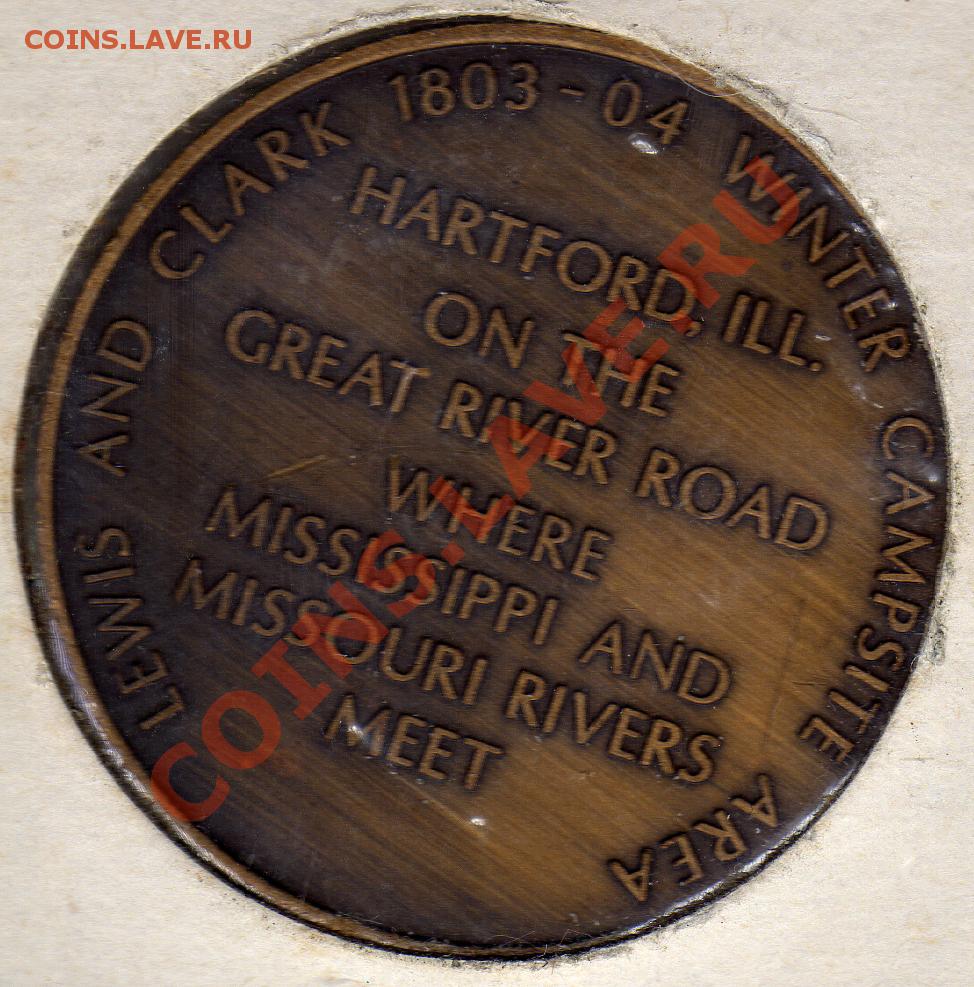 COINS.LAVE.RU
LEWIS AND CLARK 1803-04 WINTER CAMPSITE AREA
HARTFORD, ILL.
ON THE
GREAT RIVER ROAD
WHERE
MISSISSIPPI AND
MISSOURI RIVERS
MEET
COINS.LAVE.RU